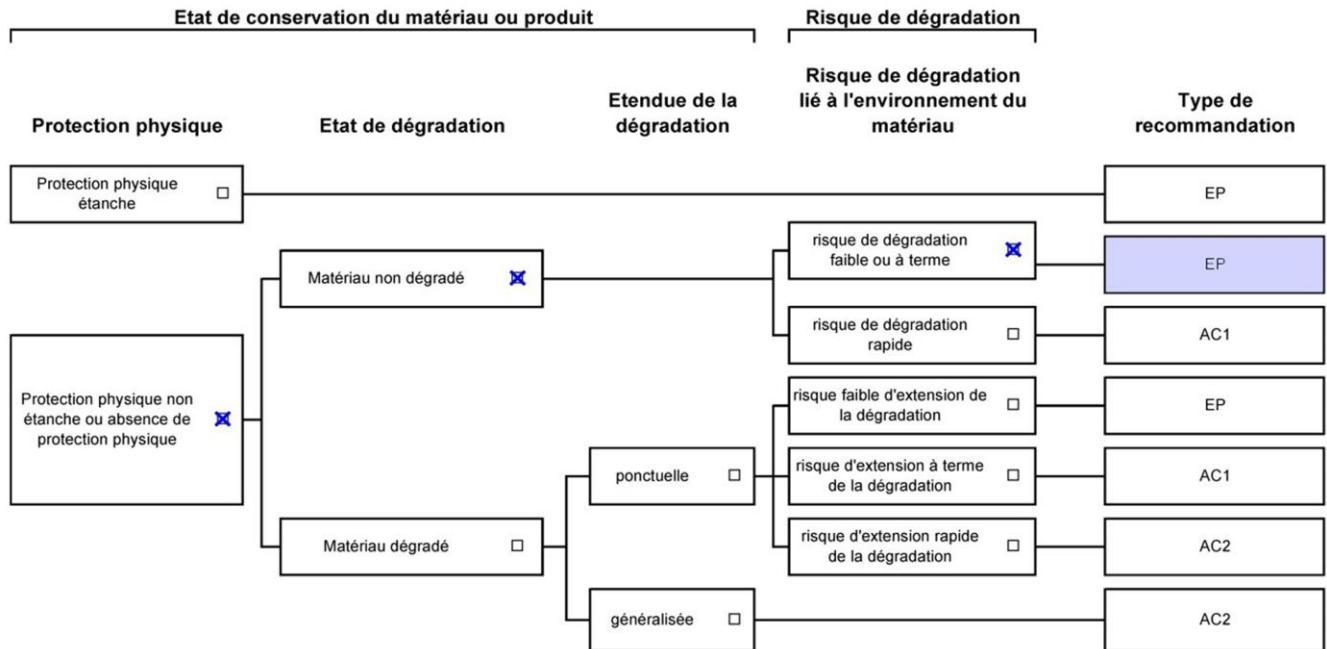 Etat de conservation du matériau ou produit
Risque de dégradation
Protection physique
Etat de dégradation
Etendue de la
dégradation
Risque de dégradation
lié à l'environnement du
matériau
Type de
recommandation
Protection physique
étanche
EP
Matériau non dégradé
risque de dégradation
faible ou à terme
EP
risque de dégradation
rapide
AC1
Protection physique non
étanche ou absence de
protection physique
risque faible d'extension de
la dégradation
EP
ponctuelle
risque d'extension à terme
de la dégradation
AC1
Matériau dégradé
risque d'extension rapide
de la dégradation
AC2
généralisée
AC2